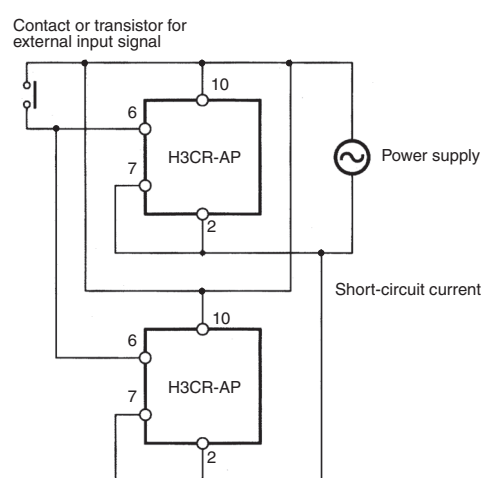 Contact or transistor for
external input signal
10
6
H3CR-AP
7
Power supply
2
Short-circuit current
10
6
H3CR-AP
7
2